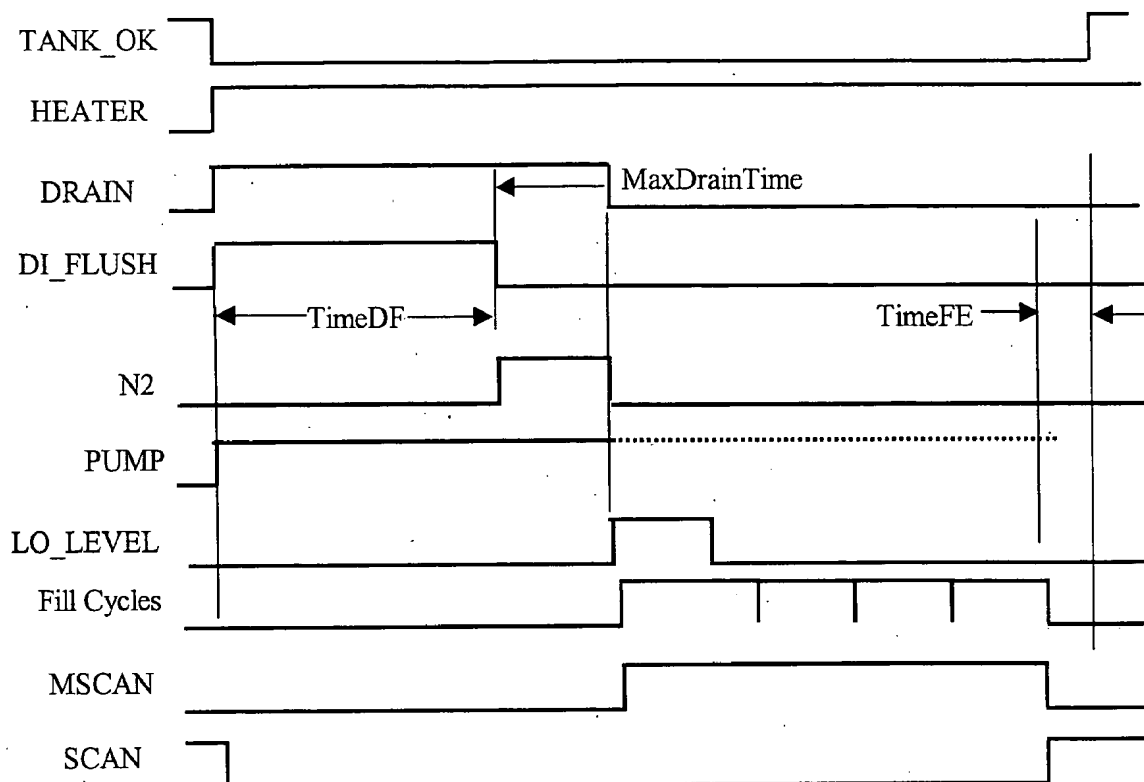 TANK_OK
HEATER
DRAIN
MaxDrainTime
DI_FLUSH
TimeDF
TimeFE
N2
PUMP
LO_LEVEL
Fill Cycles
MSCAN
SCAN